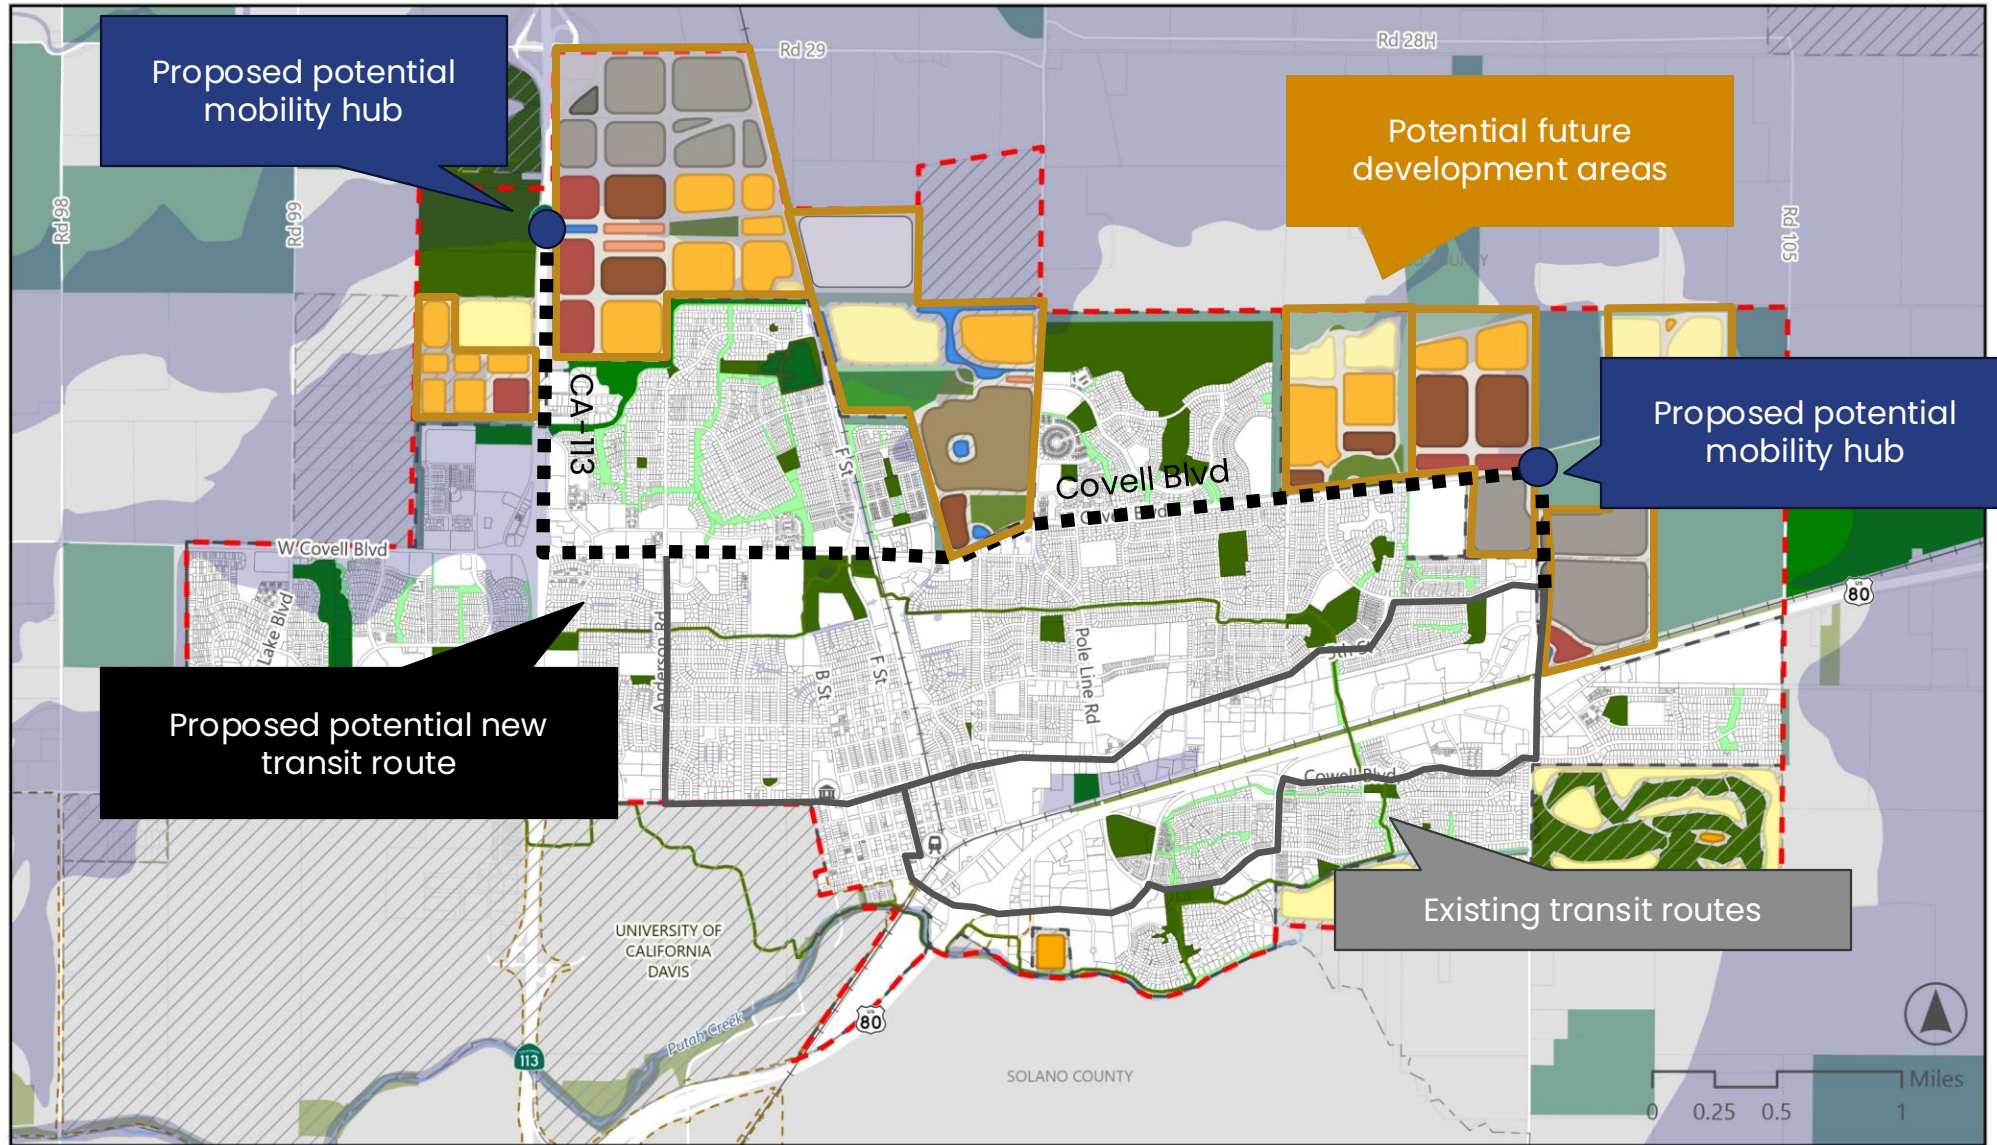 Rd 29
Rd 28H
Proposed potential
mobility hub
Potential future
development areas
Rd 98
Rd 99
Rd 105
CA-113
F St
Covell Blvd
Proposed potential
mobility hub
W Covell Blvd
Lake Blvd
Anderson Rd
B St
F St
Pole Line Rd
US
80
Proposed potential new
transit route
Cowell Blvd
Existing transit routes
UNIVERSITY OF
CALIFORNIA
DAVIS
Putah Creek
80
113
SOLANO COUNTY
Miles
0 0.25 0.5 1